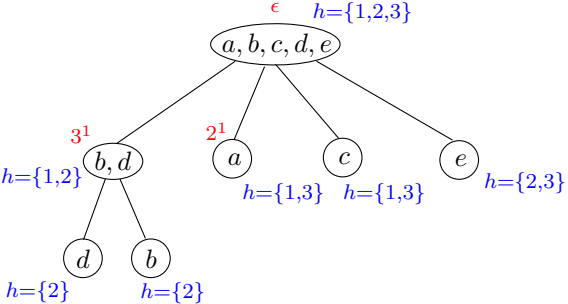 ϵ h={1,2,3}
a, b, c, d, e
3¹ 2¹
b, d a c e
h={1,2} h={1,3} h={1,3} h={2,3}
d b
h={2} h={2}